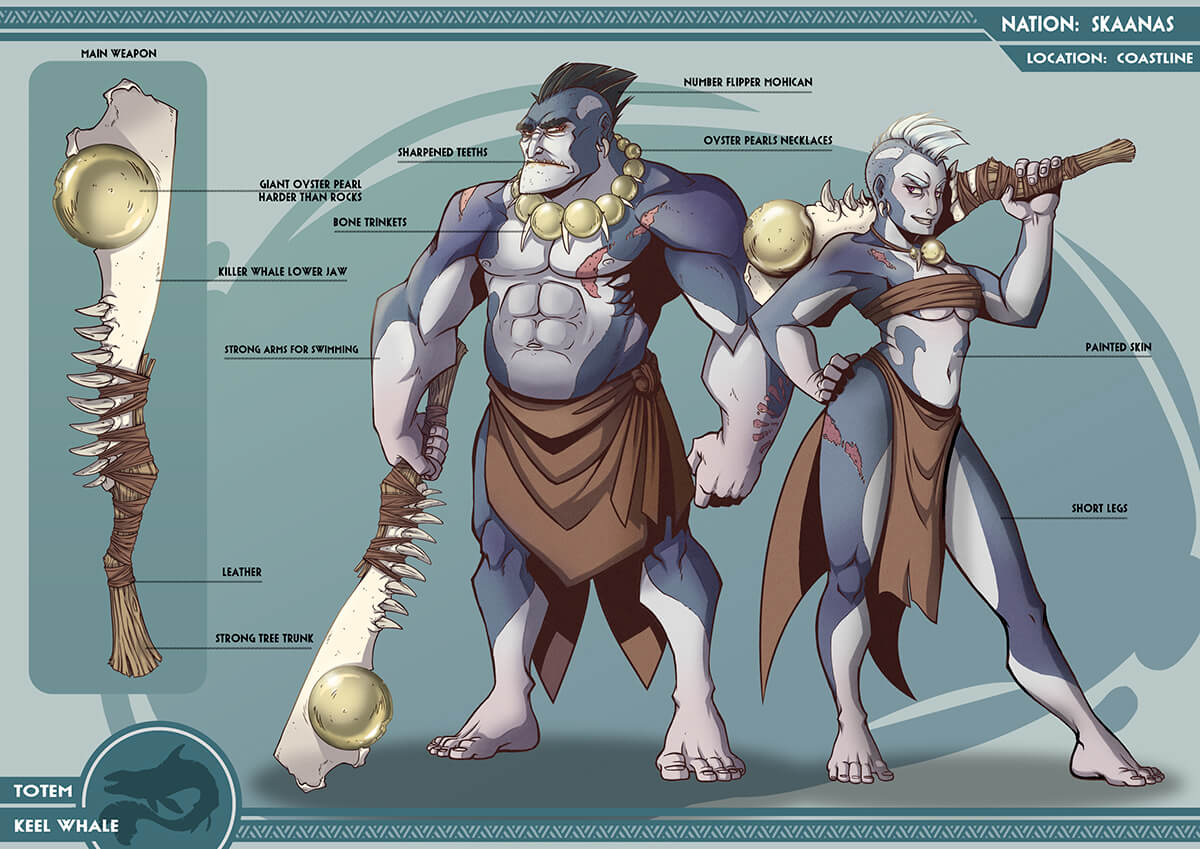 NATION: SKAANAS
LOCATION: COASTLINE
MAIN WEAPON
NUMBER FLIPPER MOHICAN
OYSTER PEARLS NECKLACES
SHARPENED TEETHS
GIANT OYSTER PEARL
HARDER THAN ROCKS
BONE TRINKETS
KILLER WHALE LOWER JAW
STRONG ARMS FOR SWIMMING
PAINTED SKIN
SHORT LEGS
LEATHER
STRONG TREE TRUNK
TOTEM
KEEL WHALE